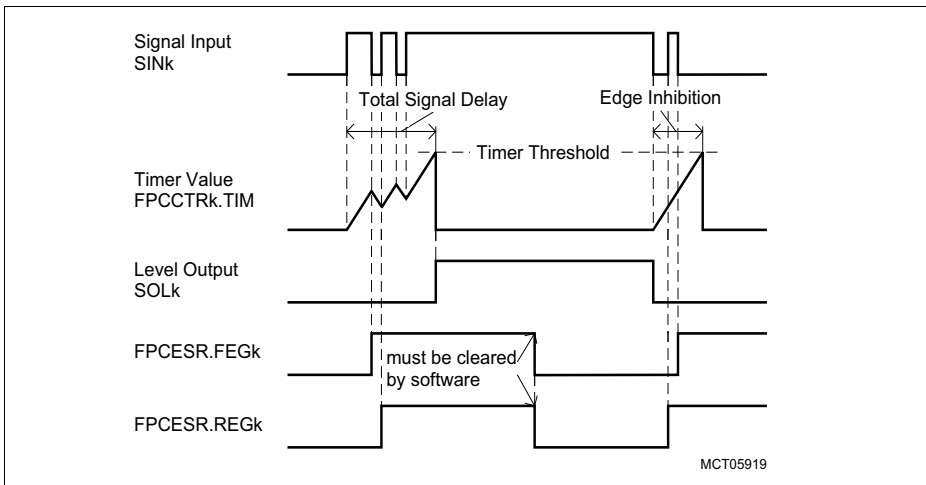 Signal Input
SINk
Total Signal Delay
Edge Inhibition
Timer Threshold
Timer Value
FPCCTRk.TIM
Level Output
SOLk
FPCESR.FEGk
must be cleared
by software
FPCESR.REGk
MCT05919